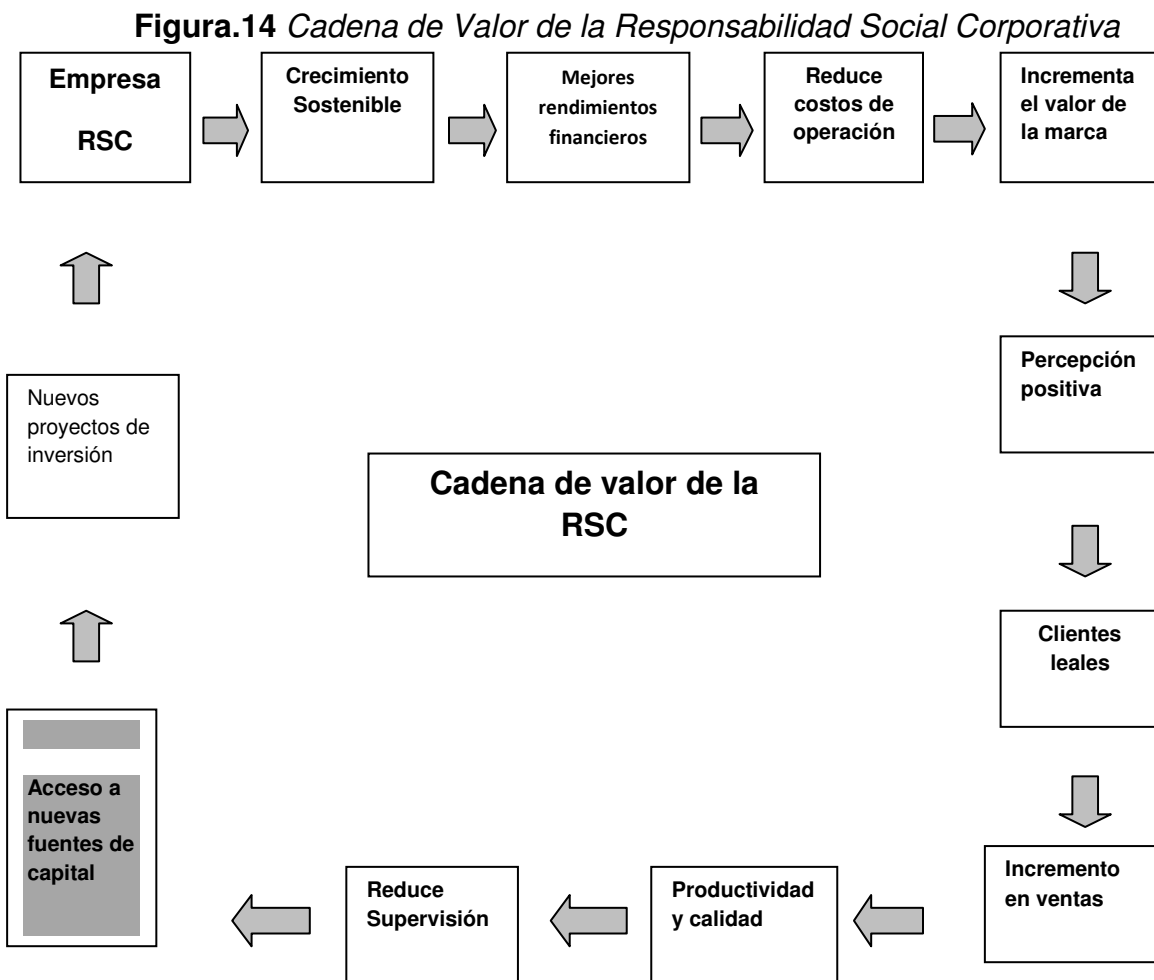 Figura.14 Cadena de Valor de la Responsabilidad Social Corporativa
Empresa
RSC
Crecimiento
Sostenible
Mejores
rendimientos
financieros
Reduce
costos de
operación
Incrementa
el valor de
la marca
Percepción
positiva
Clientes
leales
Incremento
en ventas
Productividad
y calidad
Reduce
Supervisión
Acceso a
nuevas
fuentes de
capital
Nuevos
proyectos de
inversión
Cadena de valor de la
RSC